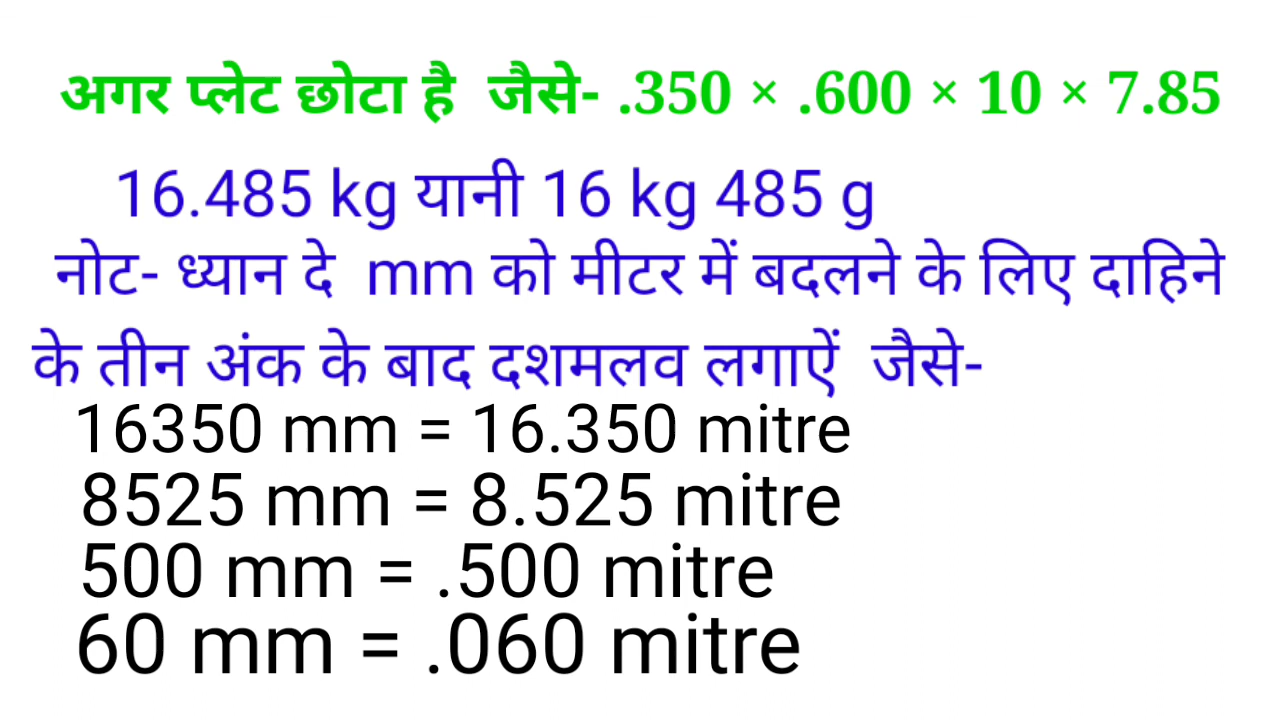 अगर प्लेट छोटा है जैसे- .350 × .600 × 10 × 7.85
16.485 kg यानी 16 kg 485 g
नोट- ध्यान दे mm को मीटर में बदलने के लिए दाहिने
के तीन अंक के बाद दशमलव लगाऐं जैसे-
16350 mm = 16.350 mitre
8525 mm = 8.525 mitre
500 mm = .500 mitre
60 mm = .060 mitre